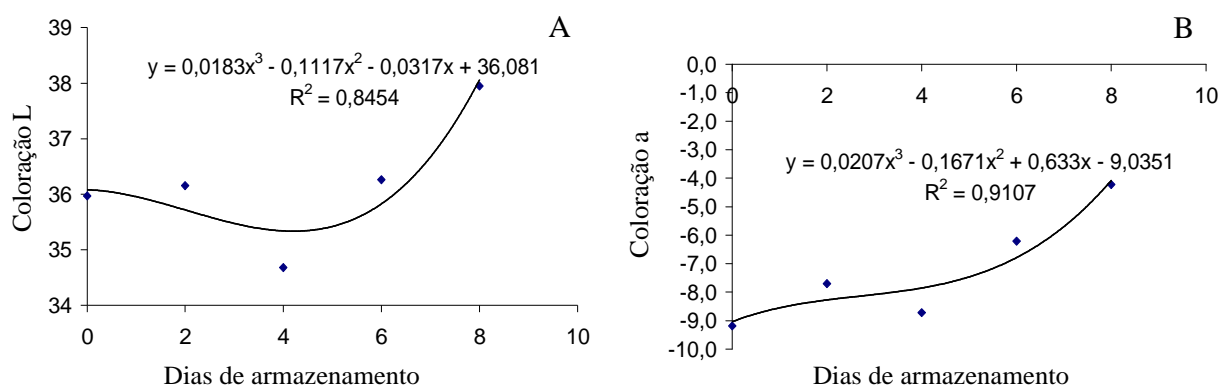 A
39
38
37
36
35
34
y = 0,0183x³ - 0,1117x² - 0,0317x + 36,081
R² = 0,8454
Coloração L
0 2 4 6 8 10
Dias de armazenamento
B
0,0
-1,0
-2,0
-3,0
-4,0
-5,0
-6,0
-7,0
-8,0
-9,0
-10,0
0 2 4 6 8 10
y = 0,0207x³ - 0,1671x² + 0,633x - 9,0351
R² = 0,9107
Coloração a
Dias de armazenamento